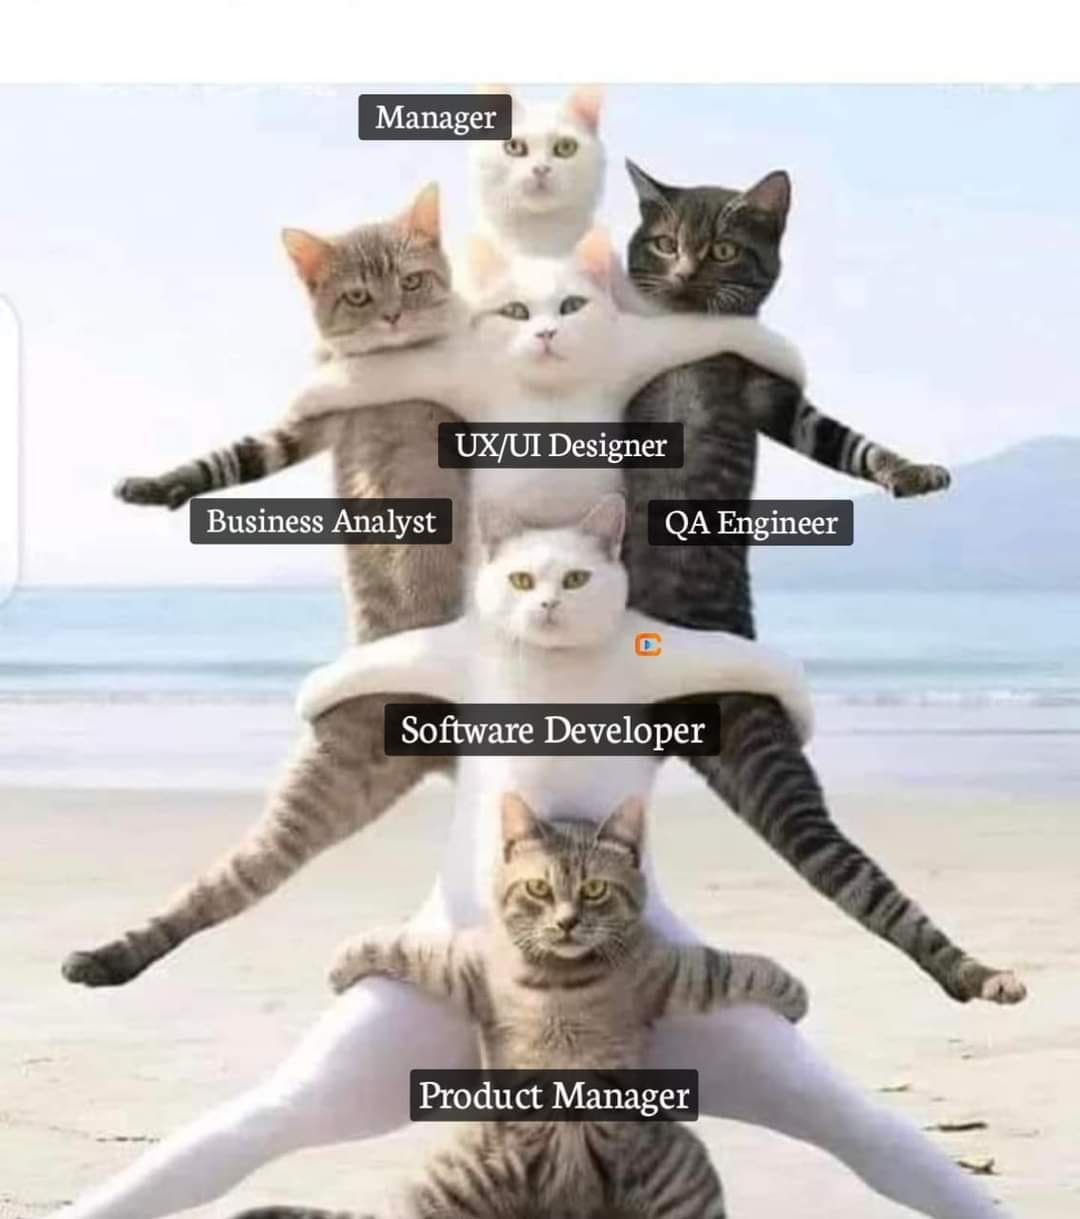 Manager
UX/UI Designer
Business Analyst
QA Engineer
Software Developer
Product Manager